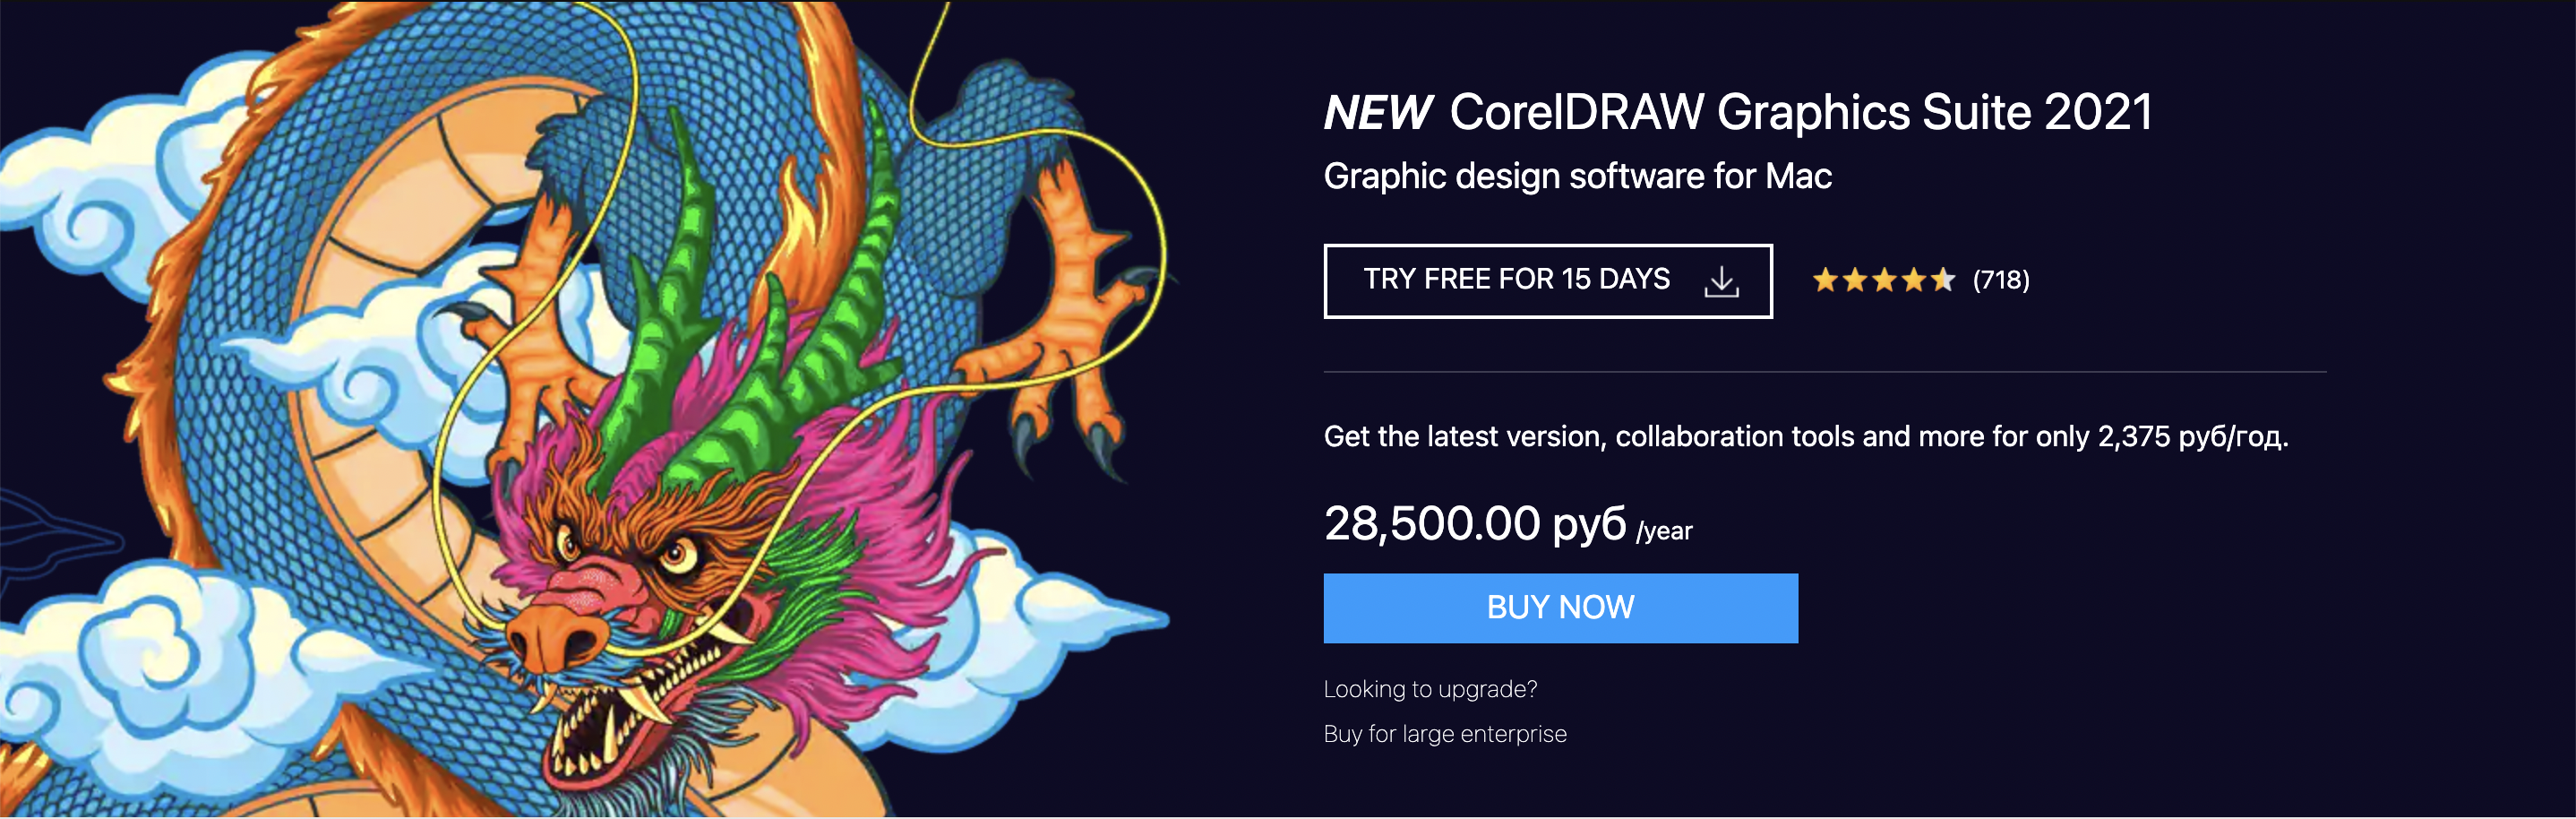 NEW CorelDRAW Graphics Suite 2021
Graphic design software for Mac
TRY FREE FOR 15 DAYS
(718)
Get the latest version, collaboration tools and more for only 2,375 руб/год.
28,500.00 руб /year
BUY NOW
Looking to upgrade?
Buy for large enterprise